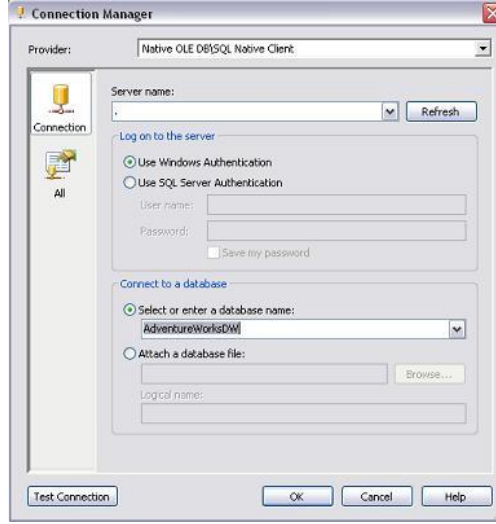 Connection Manager
Provider: Native OLE DB\SQL Native Client
Connection
All
Server name:
. Refresh
Log on to the server
Use Windows Authentication
Use SQL Server Authentication
User name:
Password:
Save my password
Connect to a database
Select or enter a database name:
AdventureWorksDW
Attach a database file:
Browse...
Logical name:
Test Connection OK Cancel Help